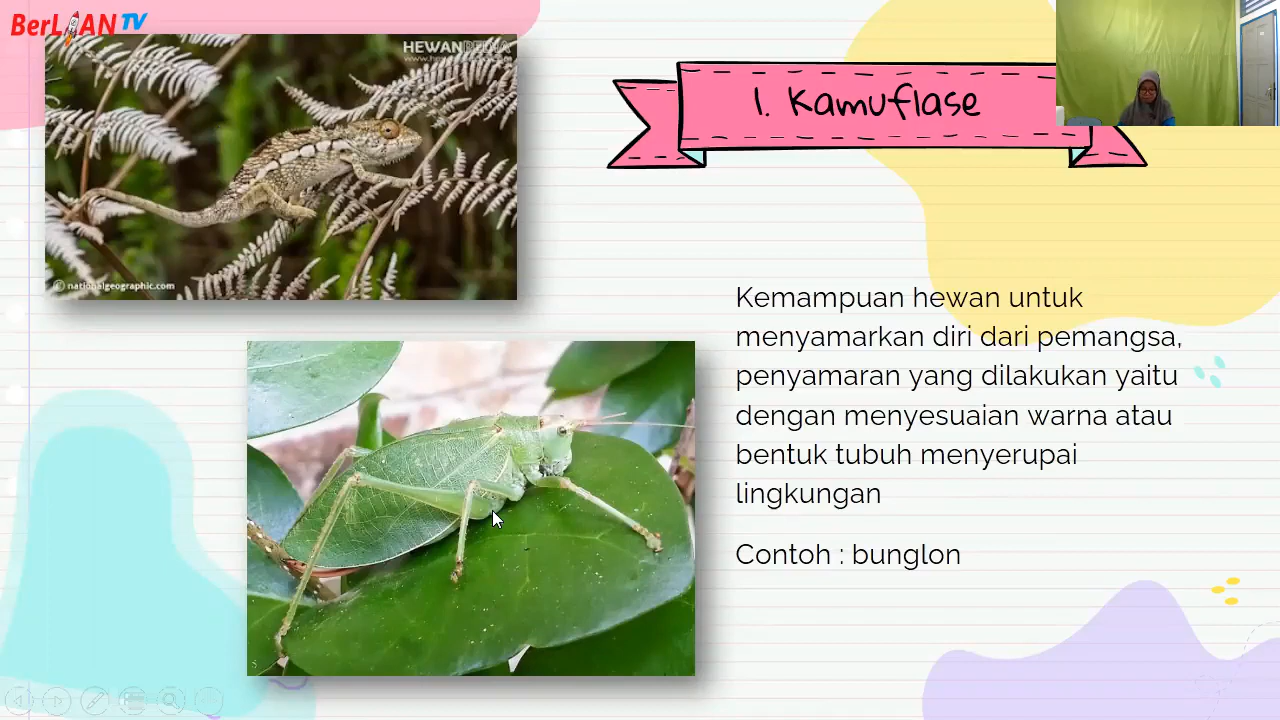 BerLIAN TV
HEWANPEDIA
© nationalgeographic.com
1. Kamuflase
Kemampuan hewan untuk
menyamarkan diri dari pemangsa,
penyamaran yang dilakukan yaitu
dengan menyesuaian warna atau
bentuk tubuh menyerupai
lingkungan
Contoh : bunglon